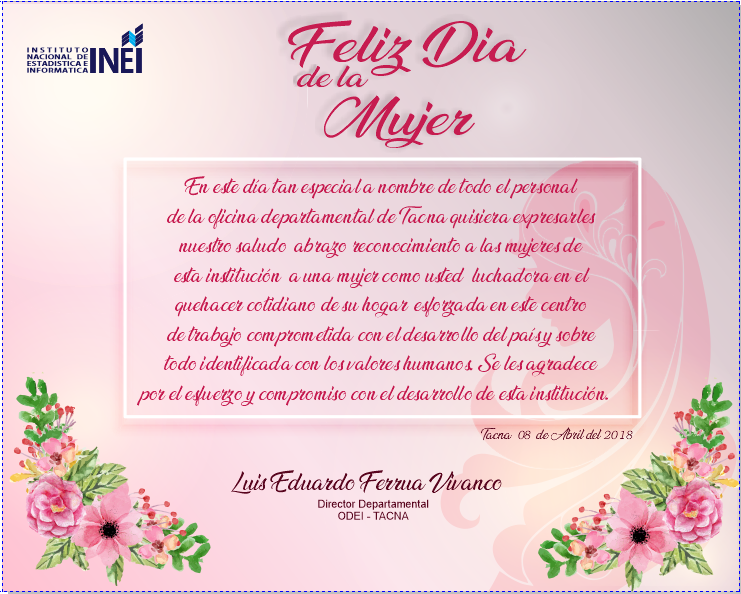 INSTITUTO
NACIONAL DE
ESTADISTICA E
INFORMATICA
INEI
Feliz Dia
de la
Mujer
En este día tan especial a nombre de todo el personal
de la oficina departamental de Tacna quisiera expresarles
nuestro saludo abrazo reconocimiento a las mujeres de
esta institución a una mujer como usted luchadora en el
quehacer cotidiano de su hogar esforzada en este centro
de trabajo comprometida con el desarrollo del país y sobre
todo identificada con los valores humanos. Se les agradece
por el esfuerzo y compromiso con el desarrollo de esta institución.
Tacna 08 de Abril del 2018
Luis Eduardo Ferrua Vivanco
Director Departamental
ODEI - TACNA